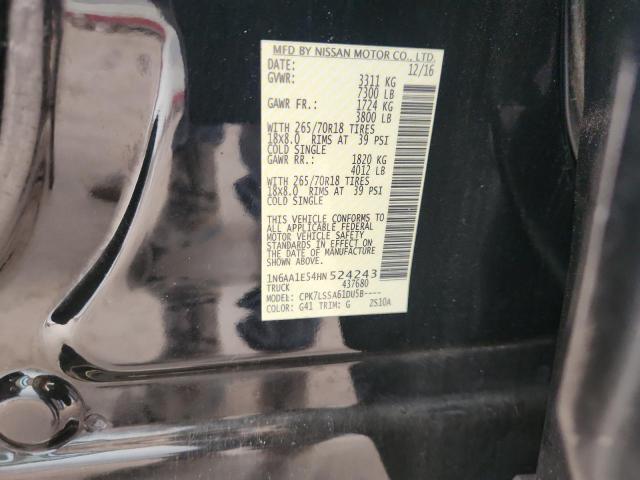 MFD BY NISSAN MOTOR CO., LTD.
DATE: 12/16
GVWR: 3311 KG
7300 LB
GAWR FR.: 1724 KG
3800 LB
WITH 265/70R18 TIRES
18x8.0 RIMS AT 39 PSI
COLD SINGLE
GAWR RR.: 1820 KG
4012 LB
WITH 265/70R18 TIRES
18x8.0 RIMS AT 39 PSI
COLD SINGLE
THIS VEHICLE CONFORMS TO
ALL APPLICABLE FEDERAL
MOTOR VEHICLE SAFETY
STANDARDS IN EFFECT ON
THE DATE OF MANUFACTURE
SHOWN ABOVE.
1N6AA1E54HN524243
TRUCK 437680
MODEL: CPK7LSSA61DU5B----
COLOR: G41 TRIM: G 2S10A